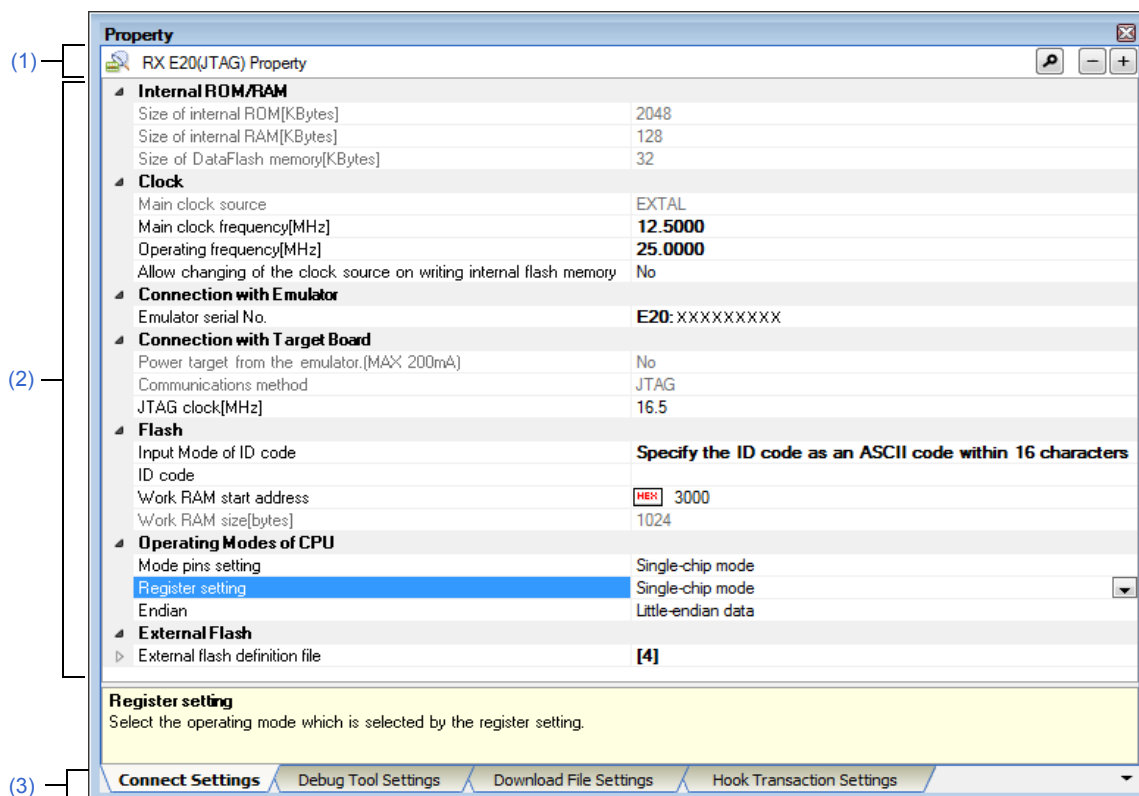 Property
(1)
RX E20(JTAG) Property
(2)
Internal ROM/RAM
Size of internal ROM[KBytes] 2048
Size of internal RAM[KBytes] 128
Size of DataFlash memory[KBytes] 32
Clock
Main clock source EXTAL
Main clock frequency[MHz] 12.5000
Operating frequency[MHz] 25.0000
Allow changing of the clock source on writing internal flash memory No
Connection with Emulator
Emulator serial No. E20: XXXXXXXXX
Connection with Target Board
Power target from the emulator.(MAX 200mA) No
Communications method JTAG
JTAG clock[MHz] 16.5
Flash
Input Mode of ID code Specify the ID code as an ASCII code within 16 characters
ID code
Work RAM start address HEX 3000
Work RAM size[bytes] 1024
Operating Modes of CPU
Mode pins setting Single-chip mode
Register setting Single-chip mode
Endian Little-endian data
External Flash
External flash definition file [4]
Register setting
Select the operating mode which is selected by the register setting.
(3)
Connect Settings Debug Tool Settings Download File Settings Hook Transaction Settings